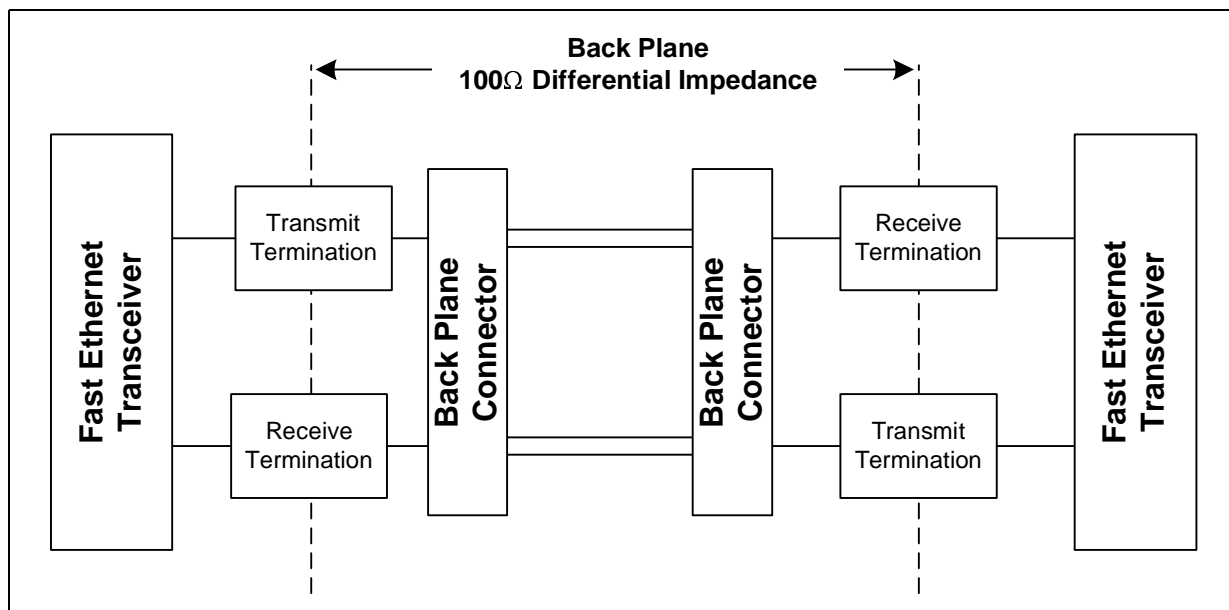 Back Plane
100Ω Differential Impedance
Fast Ethernet
Transceiver
Transmit
Termination
Back Plane
Connector
Back Plane
Connector
Receive
Termination
Fast Ethernet
Transceiver
Receive
Termination
Transmit
Termination